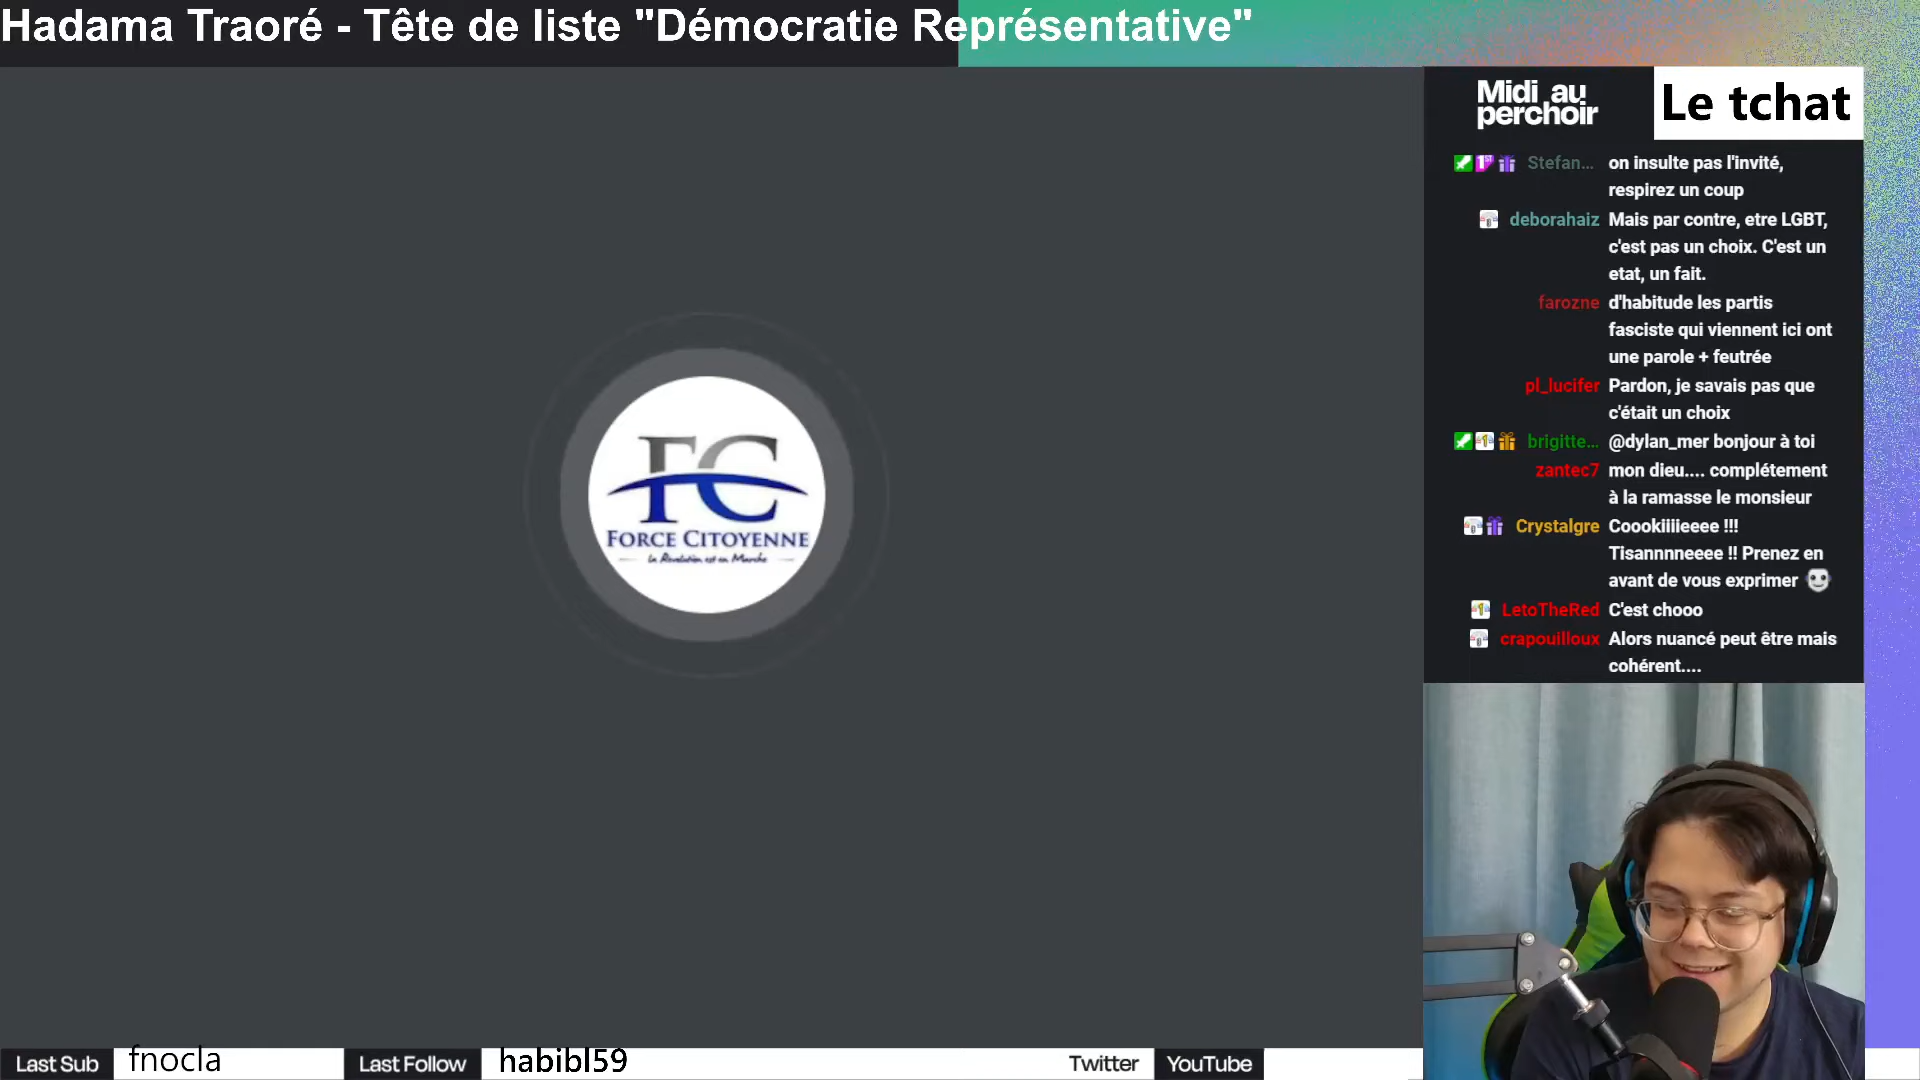 Hadama Traoré - Tête de liste "Démocratie Représentative"
Midi au
perchoir
Le tchat
Stefan... on insulte pas l'invité,
respirez un coup
deborahaiz Mais par contre, etre LGBT,
c'est pas un choix. C'est un
etat, un fait.
farozne d'habitude les partis
fasciste qui viennent ici ont
une parole + feutrée
pl_lucifer Pardon, je savais pas que
c'était un choix
brigitte... @dylan_mer bonjour à toi
zantec7 mon dieu.... complétement
à la ramasse le monsieur
Crystalgre Coookiiiieeee !!!
Tisannnneeee !! Prenez en
avant de vous exprimer
LetoTheRed C'est chooo
crapouilloux Alors nuancé peut être mais
cohérent....
FC
FORCE CITOYENNE
la Révolution est en Marche
Last Sub fnocla Last Follow habibl59 Twitter YouTube